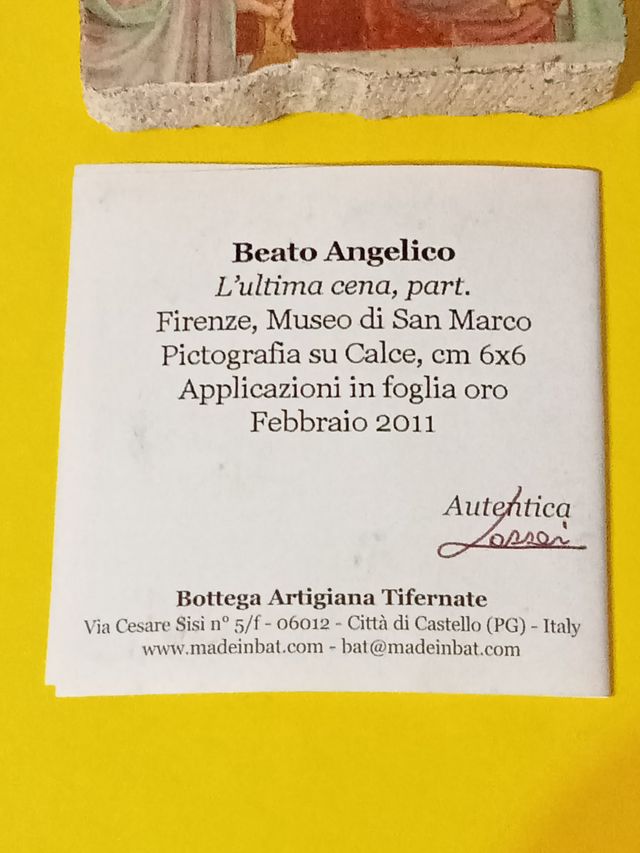 Beato Angelico
L'ultima cena, part.
Firenze, Museo di San Marco
Pictografia su Calce, cm 6x6
Applicazioni in foglia oro
Febbraio 2011
Autentica
Bottega Artigiana Tifernate
Via Cesare Sisi n° 5/f - 06012 - Città di Castello (PG) - Italy
www.madeinbat.com - bat@madeinbat.com